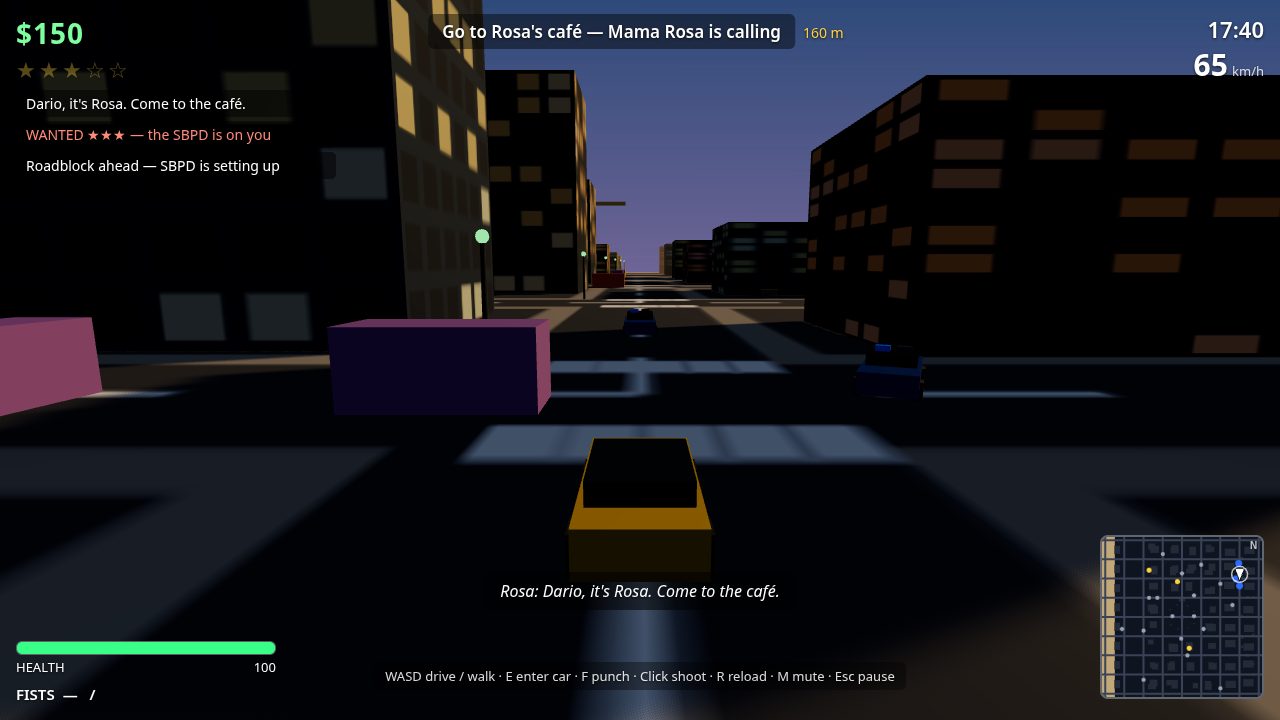 $150
★★★☆☆
Dario, it's Rosa. Come to the café.
WANTED ★★★ — the SBPD is on you
Roadblock ahead — SBPD is setting up
Go to Rosa's café — Mama Rosa is calling 160 m
17:40
65 km/h
Rosa: Dario, it's Rosa. Come to the café.
HEALTH 100
FISTS — /
WASD drive / walk · E enter car · F punch · Click shoot · R reload · M mute · Esc pause
N